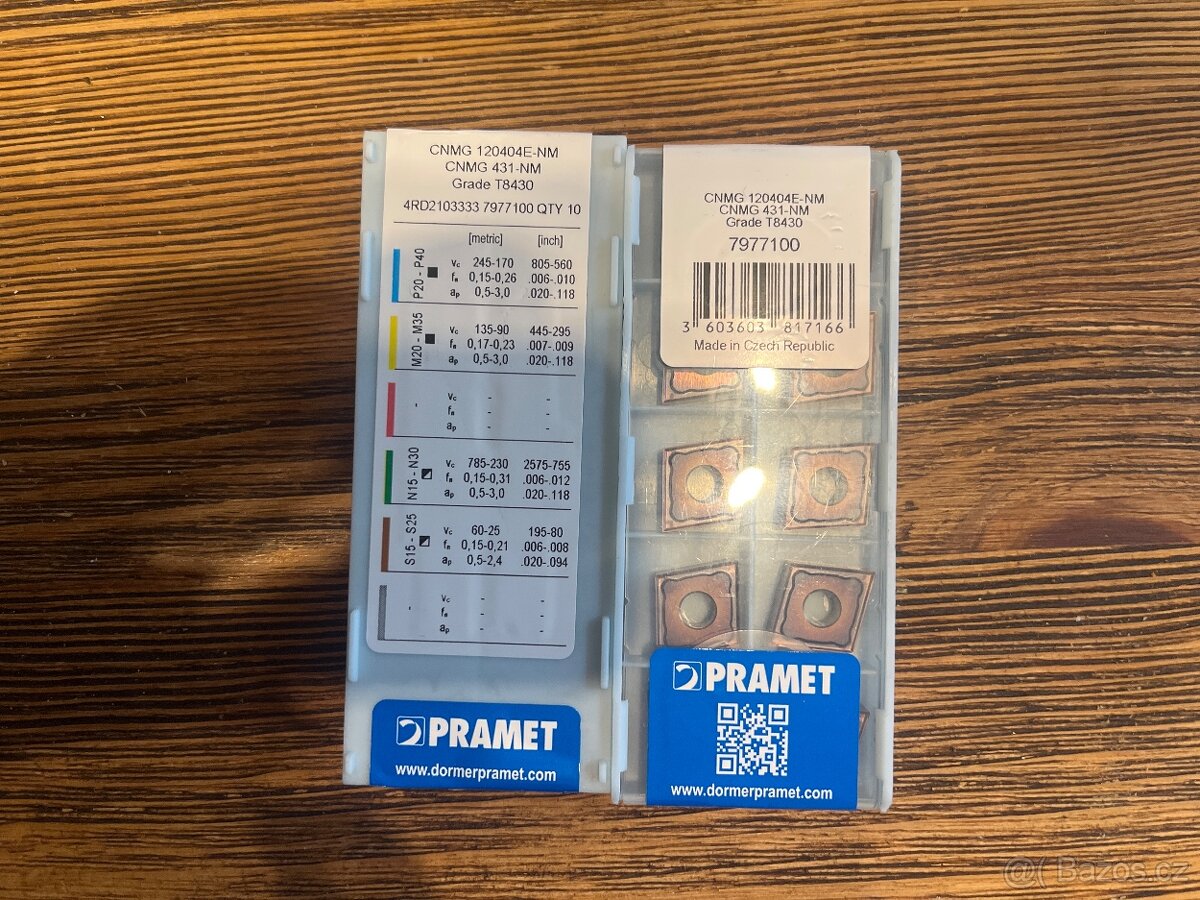 CNMG 120404E-NM
CNMG 431-NM
Grade T8430
4RD2103333 7977100 QTY 10
[metric] [inch]
P20 - P40
vc 245-170 805-560
fn 0,15-0,26 .006-.010
ap 0,5-3,0 .020-.118
M20 - M35
vc 135-90 445-295
fn 0,17-0,23 .007-.009
ap 0,5-3,0 .020-.118
-
vc - -
fn - -
ap - -
N15 - N30
vc 785-230 2575-755
fn 0,15-0,31 .006-.012
ap 0,5-3,0 .020-.118
S15 - S25
vc 60-25 195-80
fn 0,15-0,21 .006-.008
ap 0,5-2,4 .020-.094
-
vc - -
fn - -
ap - -
PRAMET
www.dormerpramet.com
CNMG 120404E-NM
CNMG 431-NM
Grade T8430
7977100
3 603603 817166
Made in Czech Republic
PRAMET
www.dormerpramet.com
@( Bazos.cz